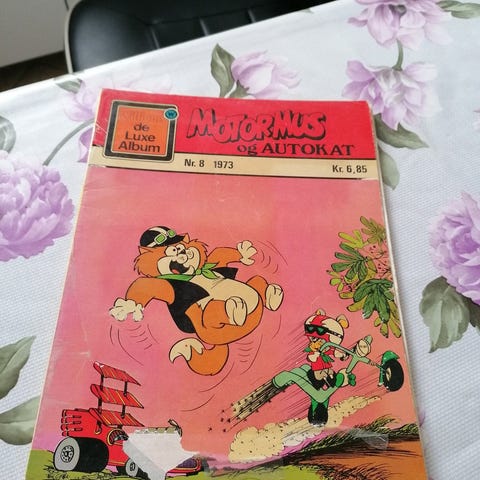 de
Luxe
Album
MOTORMUS
og AUTOKAT
Nr. 8 1973
Kr. 6,85